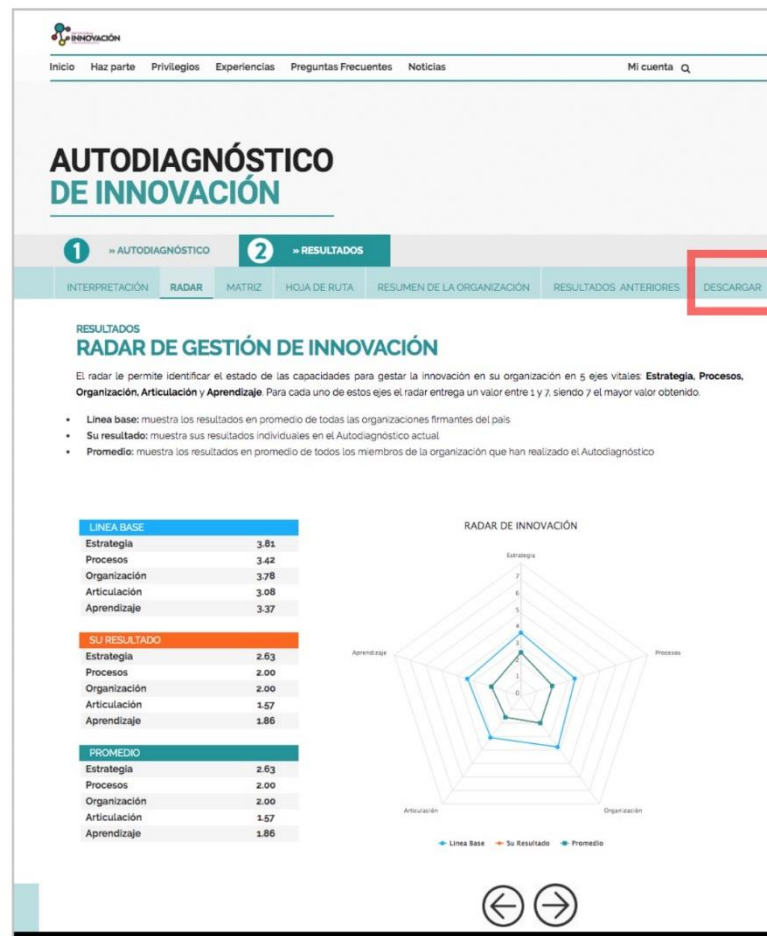 INNOVACIÓN
Inicio Haz parte Privilegios Experiencias Preguntas Frecuentes Noticias Mi cuenta
AUTODIAGNÓSTICO
DE INNOVACIÓN
1 » AUTODIAGNÓSTICO 2 » RESULTADOS
INTERPRETACIÓN RADAR MATRIZ HOJA DE RUTA RESUMEN DE LA ORGANIZACIÓN RESULTADOS ANTERIORES DESCARGAR
RESULTADOS
RADAR DE GESTIÓN DE INNOVACIÓN
El radar le permite identificar el estado de las capacidades para gestar la innovación en su organización en 5 ejes vitales: Estrategia, Procesos,
Organización, Articulación y Aprendizaje. Para cada uno de estos ejes el radar entrega un valor entre 1 y 7, siendo 7 el mayor valor obtenido.
• Linea base: muestra los resultados en promedio de todas las organizaciones firmantes del país
• Su resultado: muestra sus resultados individuales en el Autodiagnóstico actual
• Promedio: muestra los resultados en promedio de todos los miembros de la organización que han realizado el Autodiagnóstico
LINEA BASE
Estrategia 3.81
Procesos 3.42
Organización 3.78
Articulación 3.08
Aprendizaje 3.37
SU RESULTADO
Estrategia 2.63
Procesos 2.00
Organización 2.00
Articulación 1.57
Aprendizaje 1.86
PROMEDIO
Estrategia 2.63
Procesos 2.00
Organización 2.00
Articulación 1.57
Aprendizaje 1.86
RADAR DE INNOVACIÓN
Estrategia
7
6
5
4
3
2
1
0
Aprendizaje
Procesos
Articulación
Organización
Linea Base Su Resultado Promedio